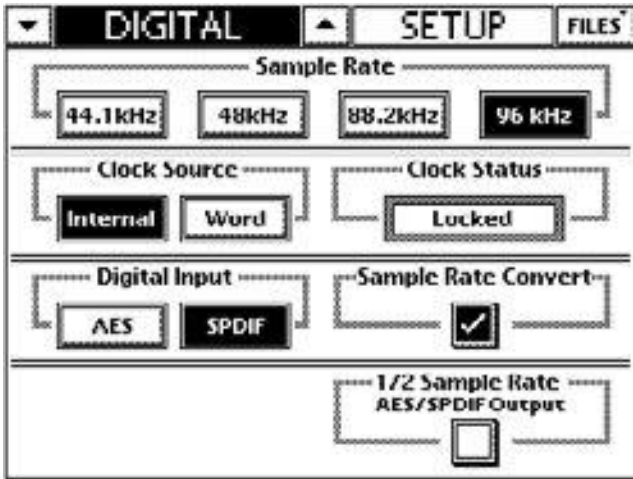 DIGITAL SETUP FILES
Sample Rate
44.1kHz 48kHz 88.2kHz 96 kHz
Clock Source Clock Status
Internal Word Locked
Digital Input Sample Rate Convert
AES SPDIF
1/2 Sample Rate
AES/SPDIF Output